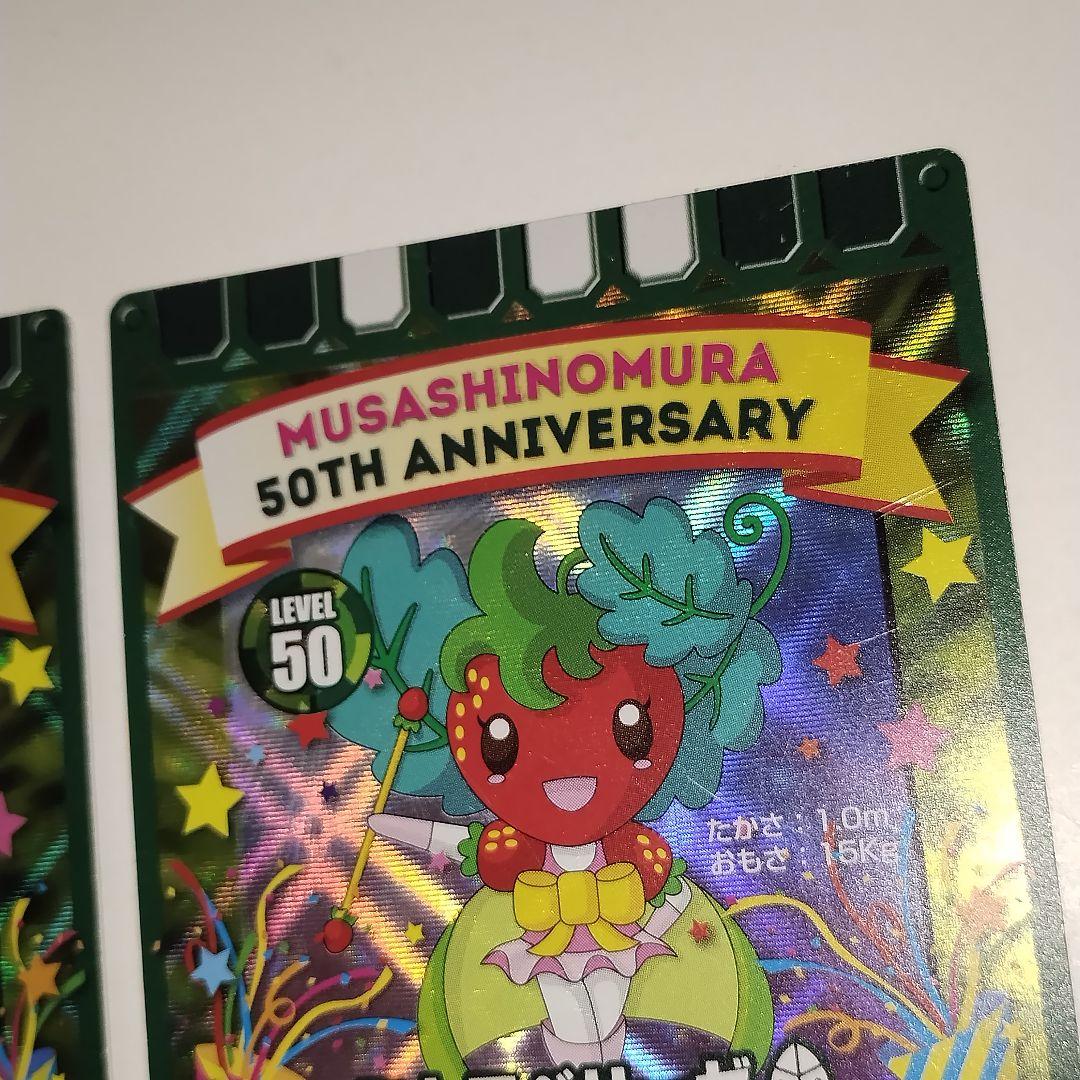 MUSASHINOMURA
50TH ANNIVERSARY
LEVEL
50
たかさ：1.0m
おもさ：15Kg